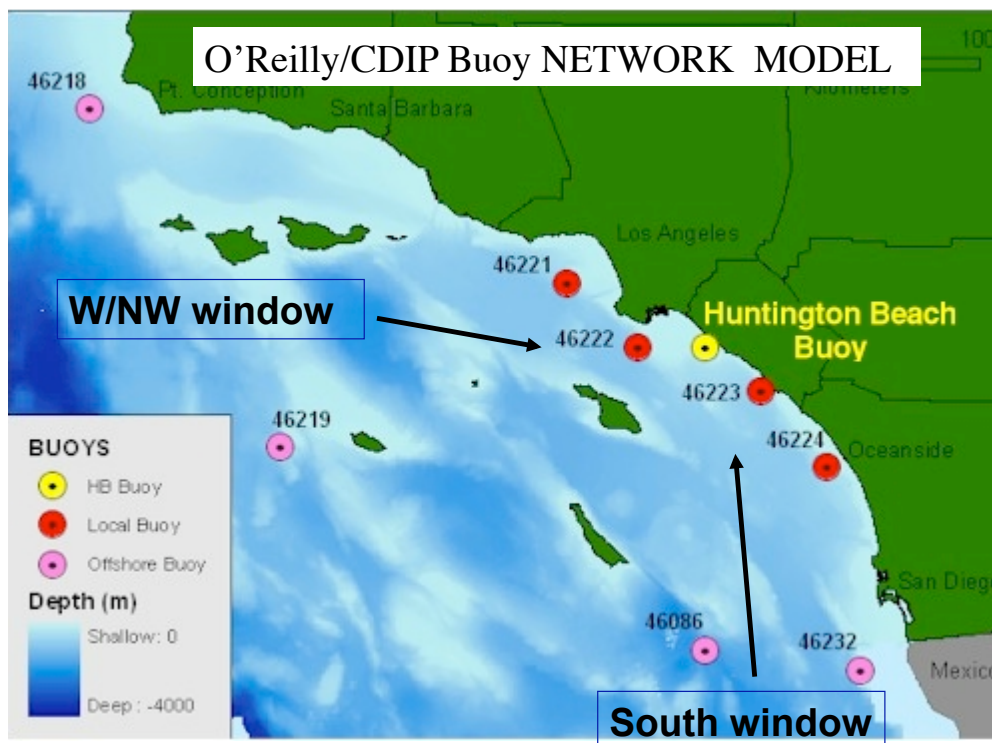 O’Reilly/CDIP Buoy NETWORK MODEL
100
Kilometers
46218
Pt. Conception
Santa Barbara
Los Angeles
46221
W/NW window
46222
Huntington Beach
Buoy
46223
46219
46224
Oceanside
BUOYS
HB Buoy
Local Buoy
Offshore Buoy
San Diego
Depth (m)
Shallow: 0
Deep : -4000
46086
46232
Mexico
South window